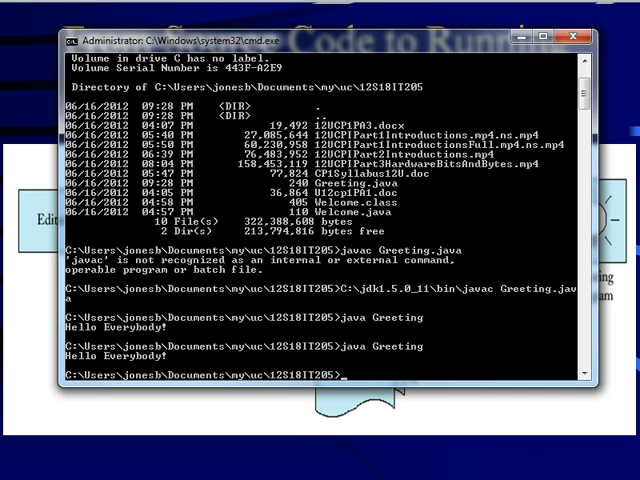 Code to Running
Administrator: C:\Windows\system32\cmd.exe
Volume in drive C has no label.
Volume Serial Number is 443F-A2E9
Directory of C:\Users\jonesb\Documents\my\uc\12S18IT205
06/16/2012 09:28 PM <DIR> .
06/16/2012 09:28 PM <DIR> ..
06/16/2012 04:07 PM 19,492 12UCP1PA3.docx
06/16/2012 05:40 PM 27,085,644 12UCPIPart1Introductions.mp4.ns.mp4
06/16/2012 05:50 PM 60,230,958 12UCPIPart1IntroductionsFull.mp4.ns.mp4
06/16/2012 06:39 PM 76,483,952 12UCPIPart2Introductions.mp4
06/16/2012 08:04 PM 158,453,119 12UCPIPart3HardwareBitsAndBytes.mp4
06/16/2012 05:47 PM 77,824 CP1Syllabus12U.doc
06/16/2012 09:28 PM 240 Greeting.java
06/16/2012 04:05 PM 36,864 U12cp1PA1.doc
06/16/2012 04:58 PM 405 Welcome.class
06/16/2012 04:57 PM 110 Welcome.java
10 File(s) 322,388,608 bytes
2 Dir(s) 213,794,816 bytes free
C:\Users\jonesb\Documents\my\uc\12S18IT205>javac Greeting.java
'javac' is not recognized as an internal or external command,
operable program or batch file.
C:\Users\jonesb\Documents\my\uc\12S18IT205>C:\jdk1.5.0_11\bin\javac Greeting.jav
a
C:\Users\jonesb\Documents\my\uc\12S18IT205>java Greeting
Hello Everybody!
C:\Users\jonesb\Documents\my\uc\12S18IT205>java Greeting
Hello Everybody!
C:\Users\jonesb\Documents\my\uc\12S18IT205>_